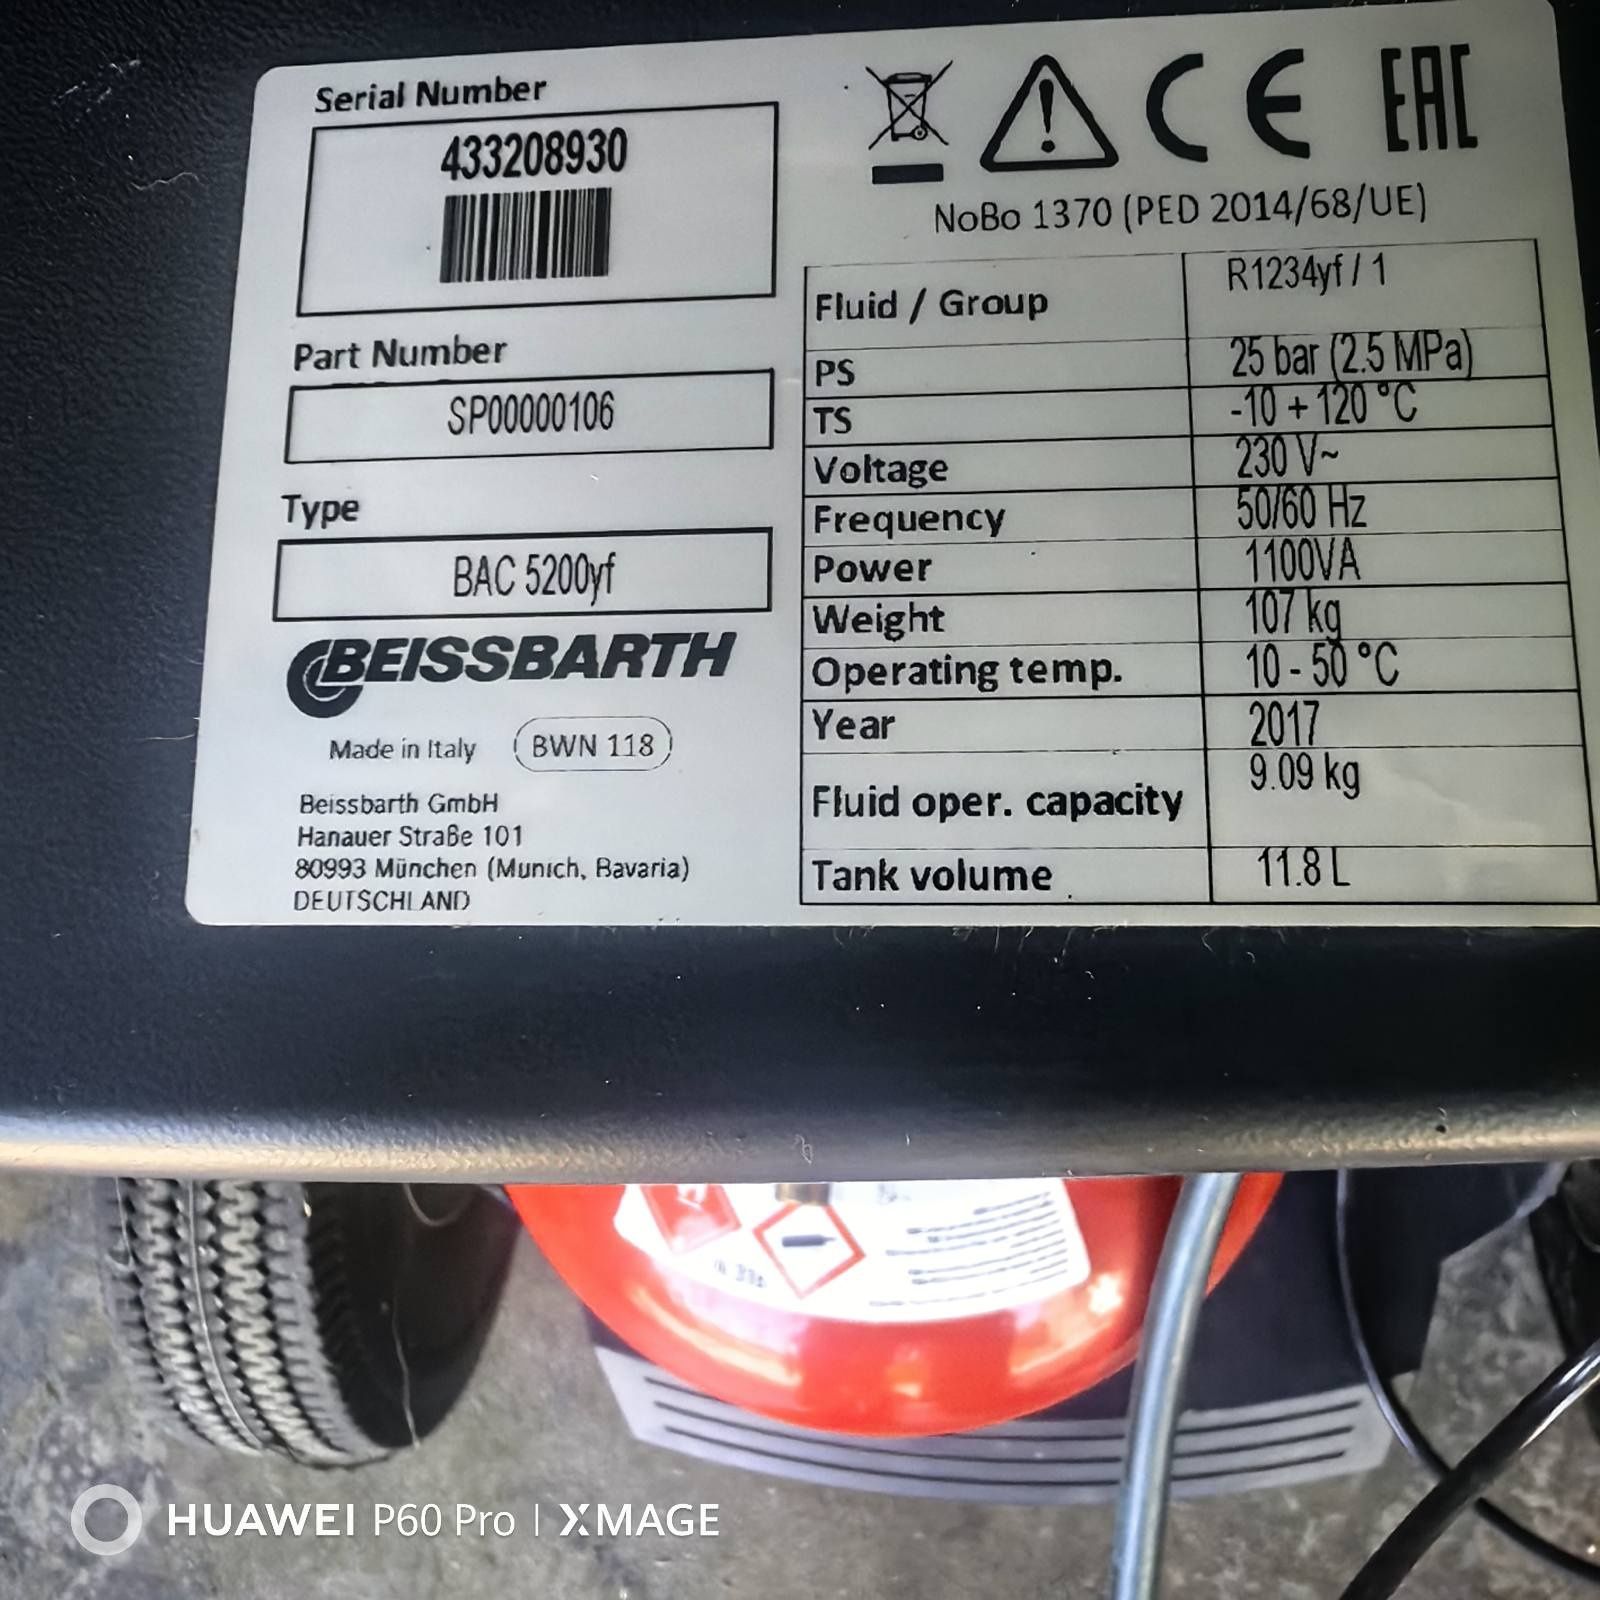 Serial Number
433208930
Part Number
SP00000106
Type
BAC 5200yf
BEISSBARTH
Made in Italy BWN 118
Beissbarth GmbH
Hanauer Straße 101
80993 München (Munich, Bavaria)
DEUTSCHLAND
CE EAC
NoBo 1370 (PED 2014/68/UE)
Fluid / Group R1234yf / 1
PS 25 bar (2.5 MPa)
TS -10 + 120 °C
Voltage 230 V~
Frequency 50/60 Hz
Power 1100VA
Weight 107 kg
Operating temp. 10 - 50 °C
Year 2017
Fluid oper. capacity 9.09 kg
Tank volume 11.8 L
HUAWEI P60 Pro | XMAGE